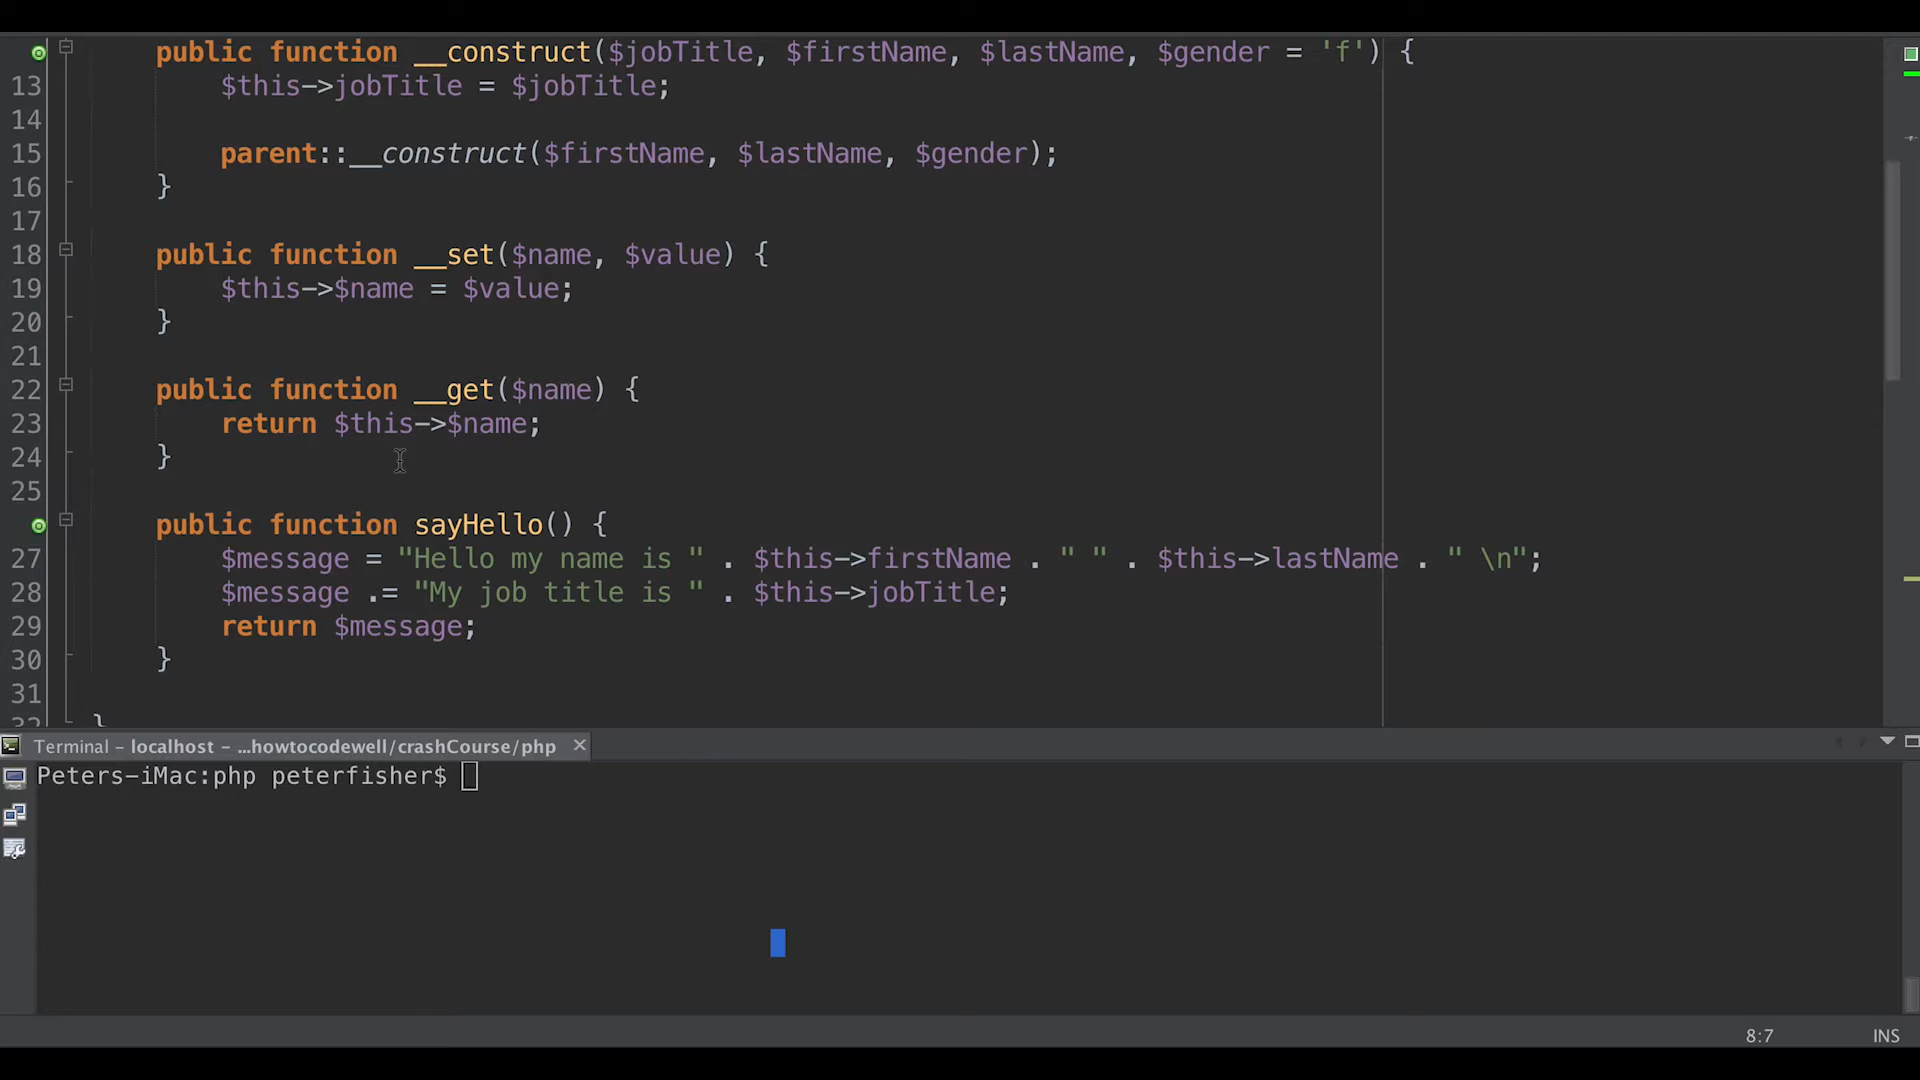 public function __construct($jobTitle, $firstName, $lastName, $gender = 'f') {
13 $this->jobTitle = $jobTitle;
14
15 parent::__construct($firstName, $lastName, $gender);
16 }
17
18 public function __set($name, $value) {
19 $this->$name = $value;
20 }
21
22 public function __get($name) {
23 return $this->$name;
24 }
25
public function sayHello() {
27 $message = "Hello my name is " . $this->firstName . " " . $this->lastName . " \n";
28 $message .= "My job title is " . $this->jobTitle;
29 return $message;
30 }
31
32 }
Terminal - localhost - ...howtocodewell/crashCourse/php
Peters-iMac:php peterfisher$
8:7 INS